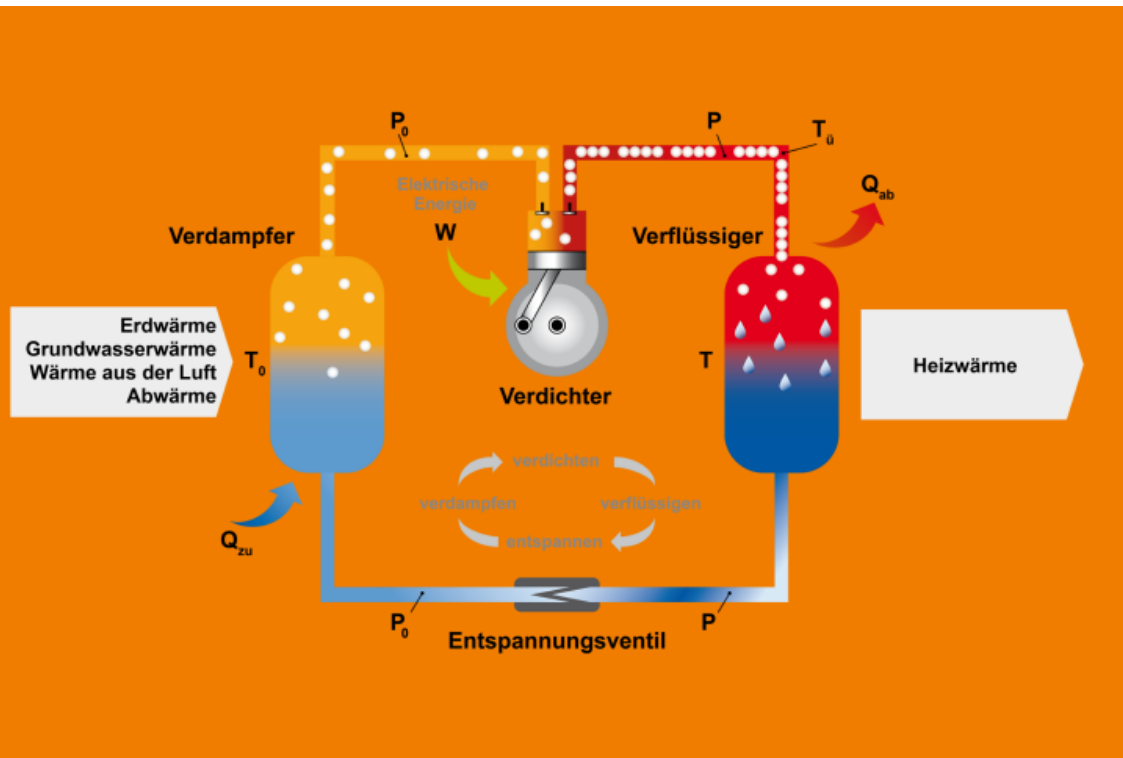 P₀
P
Tü
Elektrische
Energie
Qab
Verdampfer
W
Verflüssiger
Erdwärme
Grundwasserwärme
Wärme aus der Luft
Abwärme
T₀
T
Heizwärme
Verdichter
verdichten
verdampfen
verflüssigen
entspannen
Qzu
P₀
P
Entspannungsventil